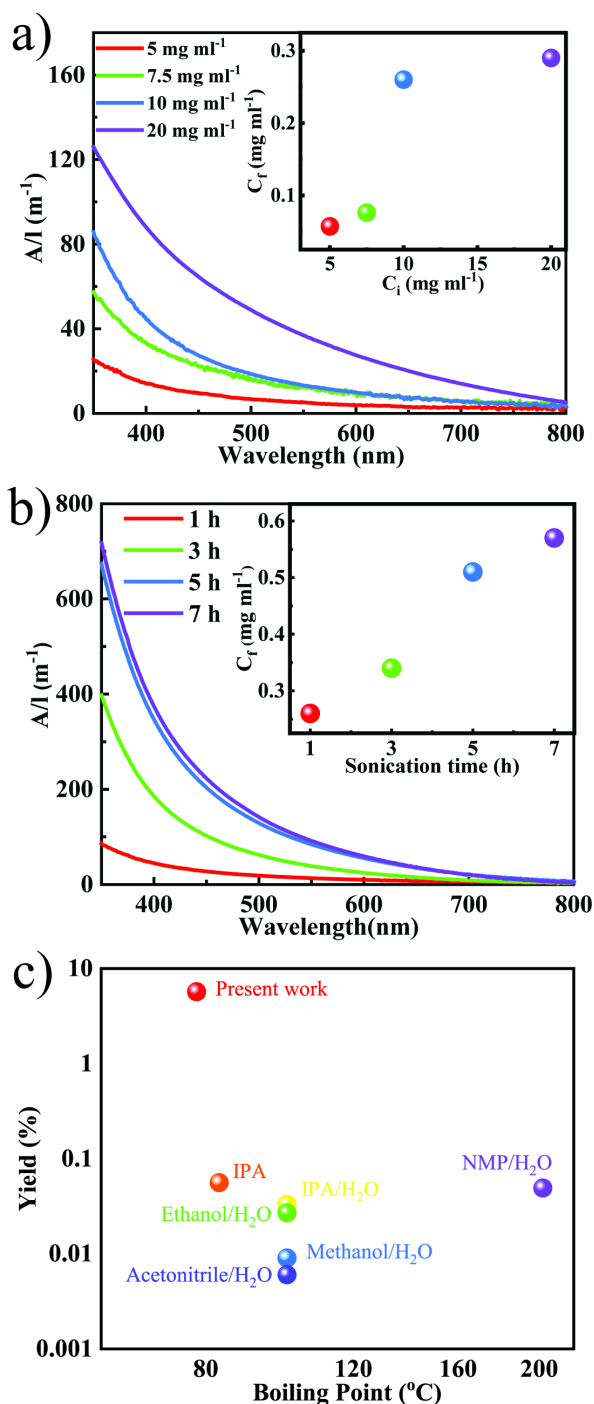 a)
5 mg ml⁻¹
7.5 mg ml⁻¹
10 mg ml⁻¹
20 mg ml⁻¹
160
120
80
40
0
A/l (m⁻¹)
400 500 600 700 800
Wavelength (nm)
0.3
0.1
C_f (mg ml⁻¹)
5 10 15 20
C_i (mg ml⁻¹)
b)
1 h
3 h
5 h
7 h
800
600
400
200
0
A/l (m⁻¹)
400 500 600 700 800
Wavelength(nm)
0.6
0.5
0.3
C_f (mg ml⁻¹)
1 3 5 7
Sonication time (h)
c)
10
1
0.1
0.01
0.001
Yield (%)
Present work
IPA
NMP/H₂O
IPA/H₂O
Ethanol/H₂O
Methanol/H₂O
Acetonitrile/H₂O
80 120 160 200
Boiling Point (°C)